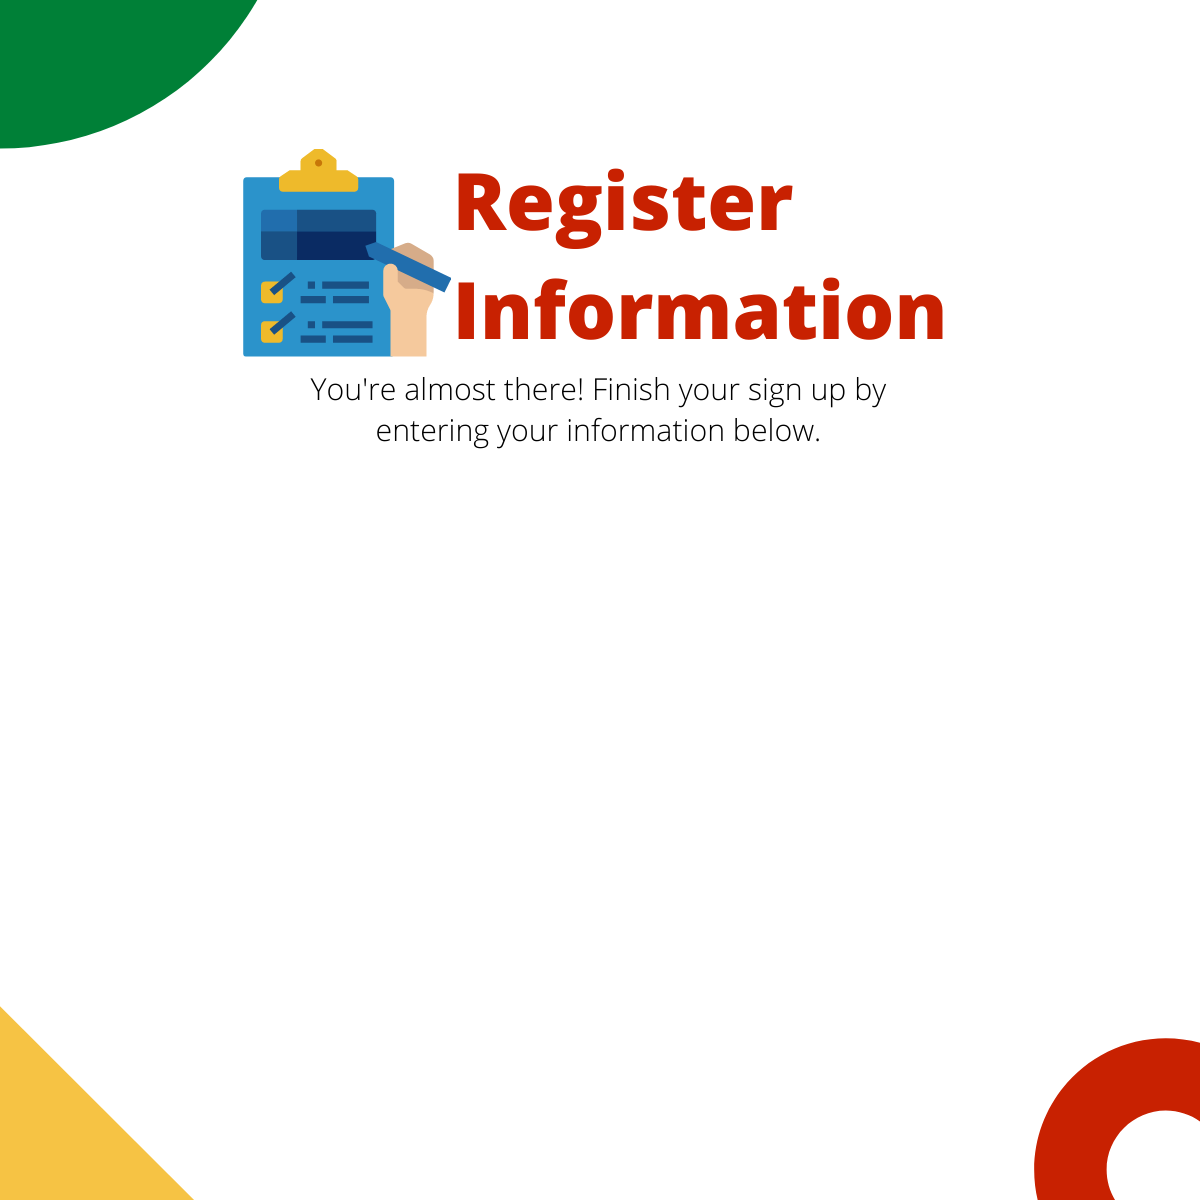 Register
Information
You're almost there! Finish your sign up by
entering your information below.